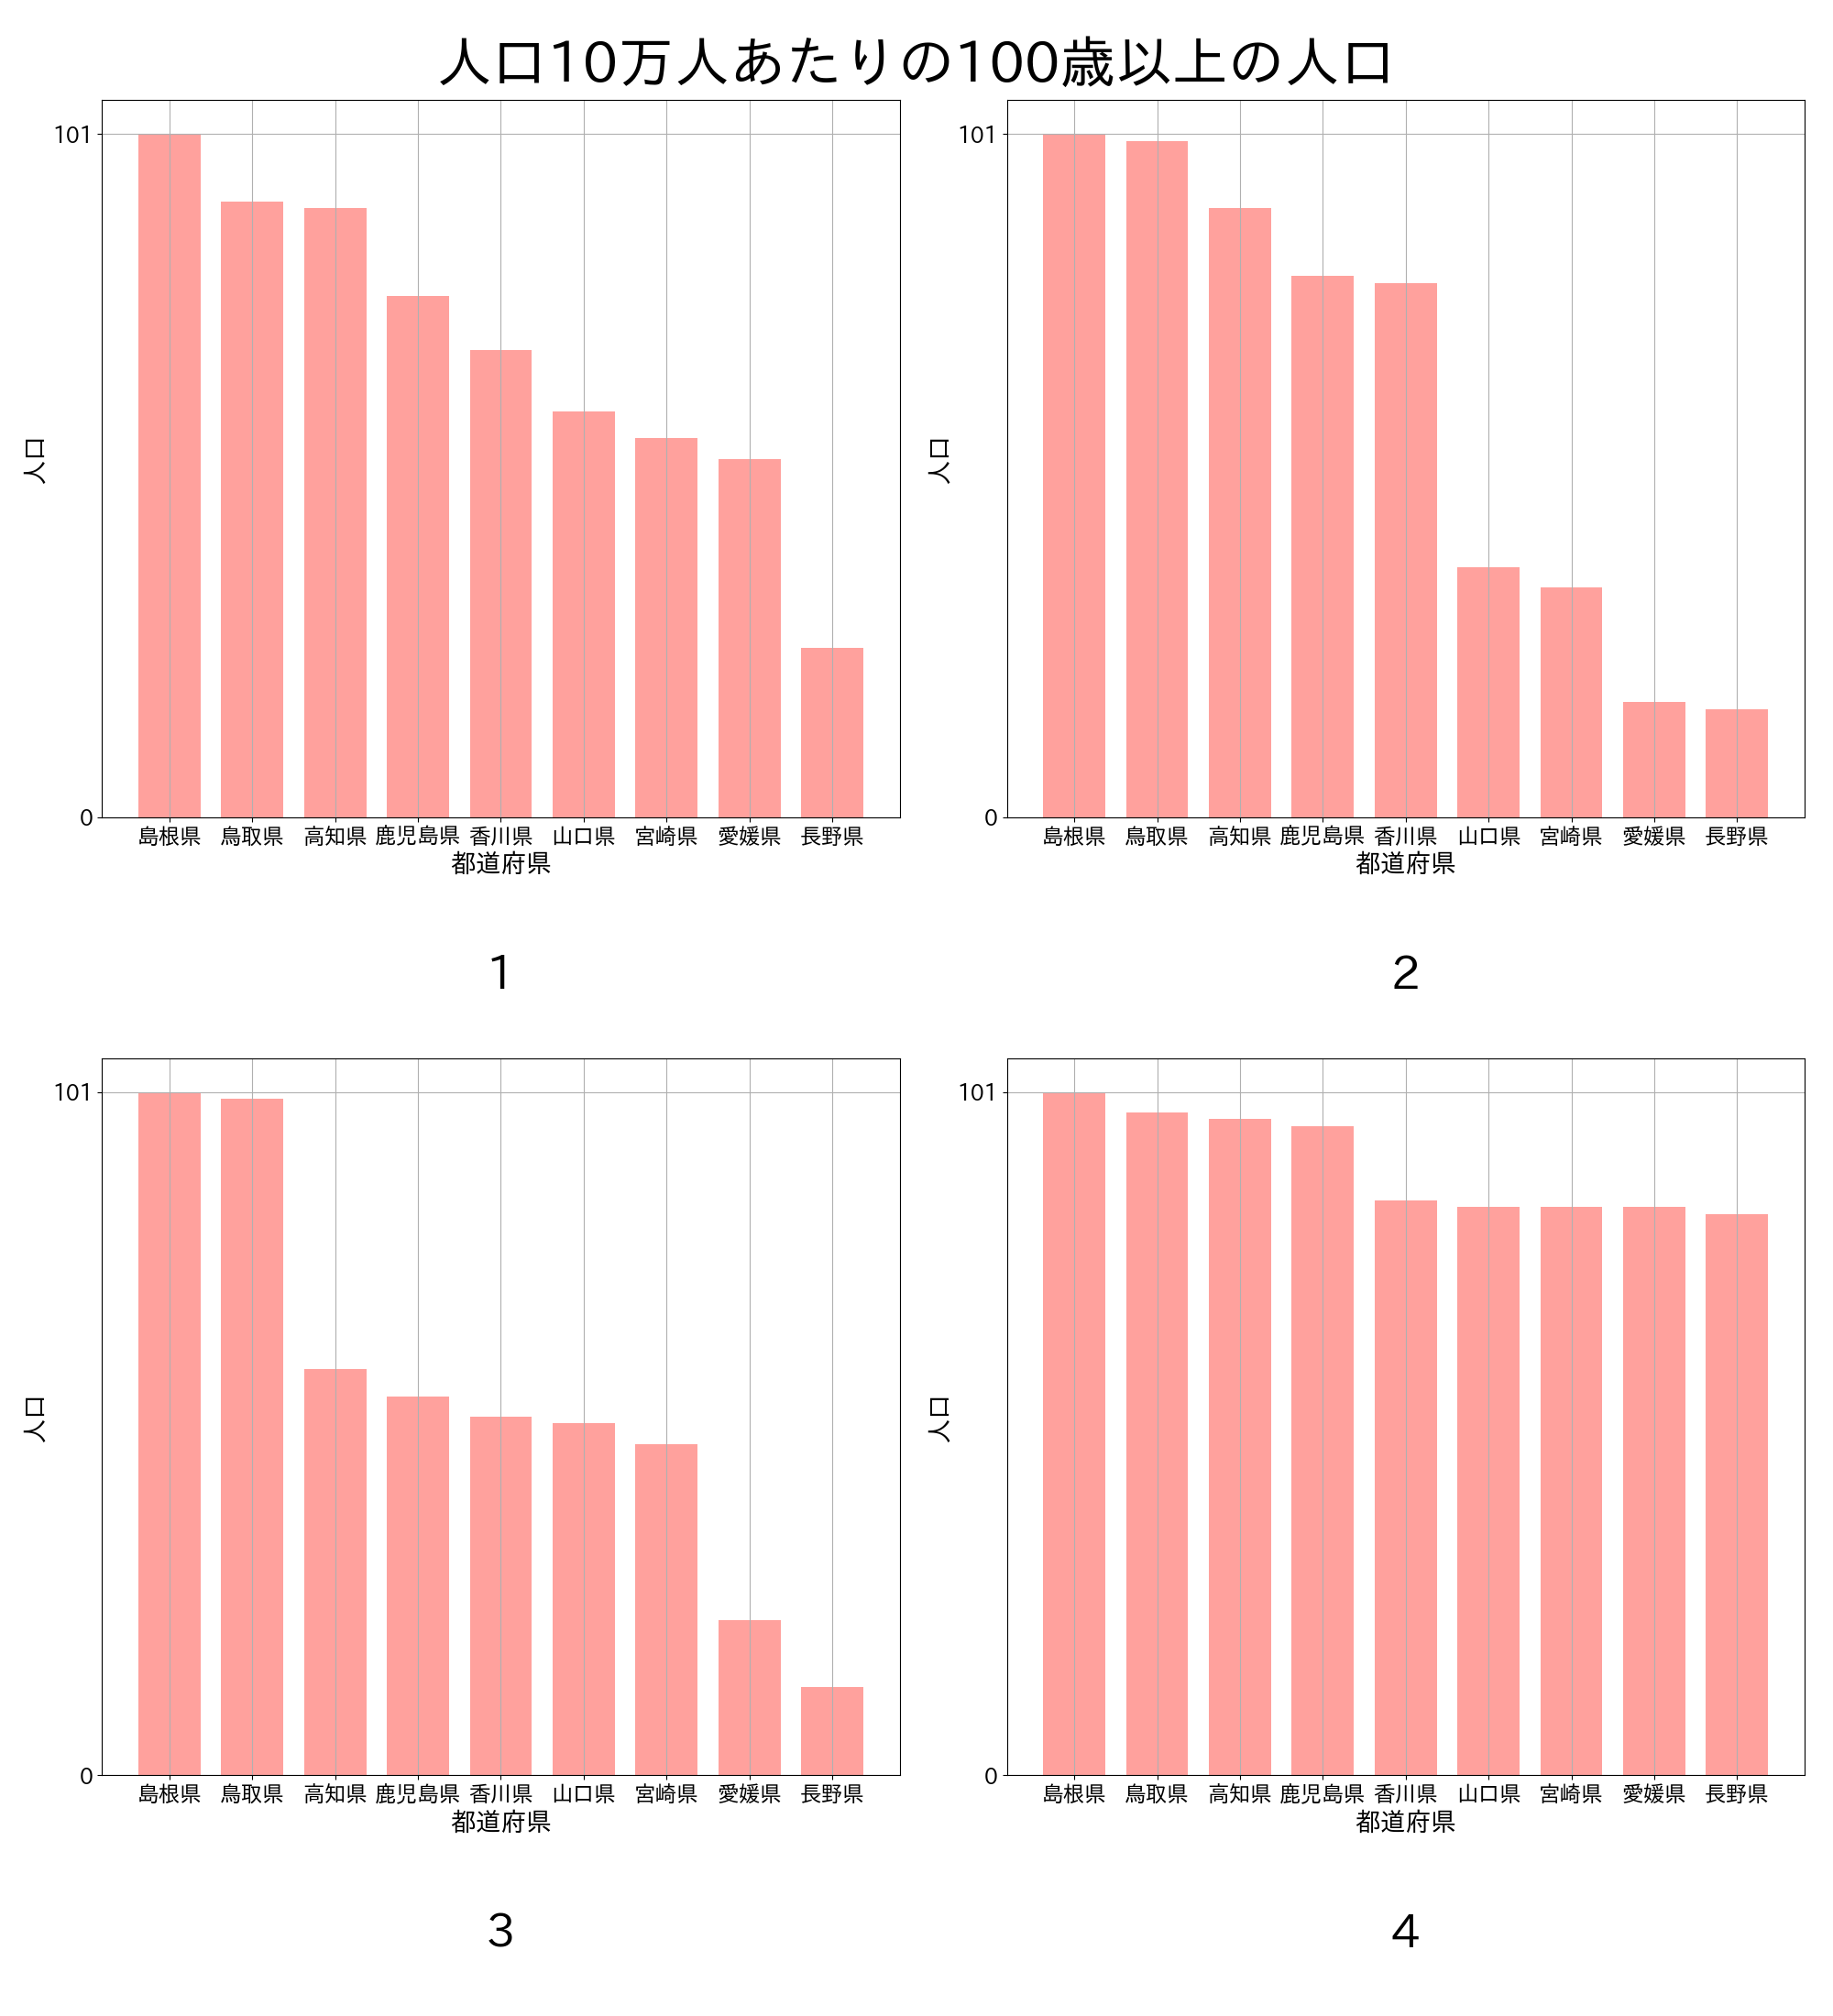 人口10万人あたりの100歳以上の人口
101
0
人口
島根県 鳥取県 高知県 鹿児島県 香川県 山口県 宮崎県 愛媛県 長野県
都道府県
1
101
0
人口
島根県 鳥取県 高知県 鹿児島県 香川県 山口県 宮崎県 愛媛県 長野県
都道府県
2
101
0
人口
島根県 鳥取県 高知県 鹿児島県 香川県 山口県 宮崎県 愛媛県 長野県
都道府県
3
101
0
人口
島根県 鳥取県 高知県 鹿児島県 香川県 山口県 宮崎県 愛媛県 長野県
都道府県
4